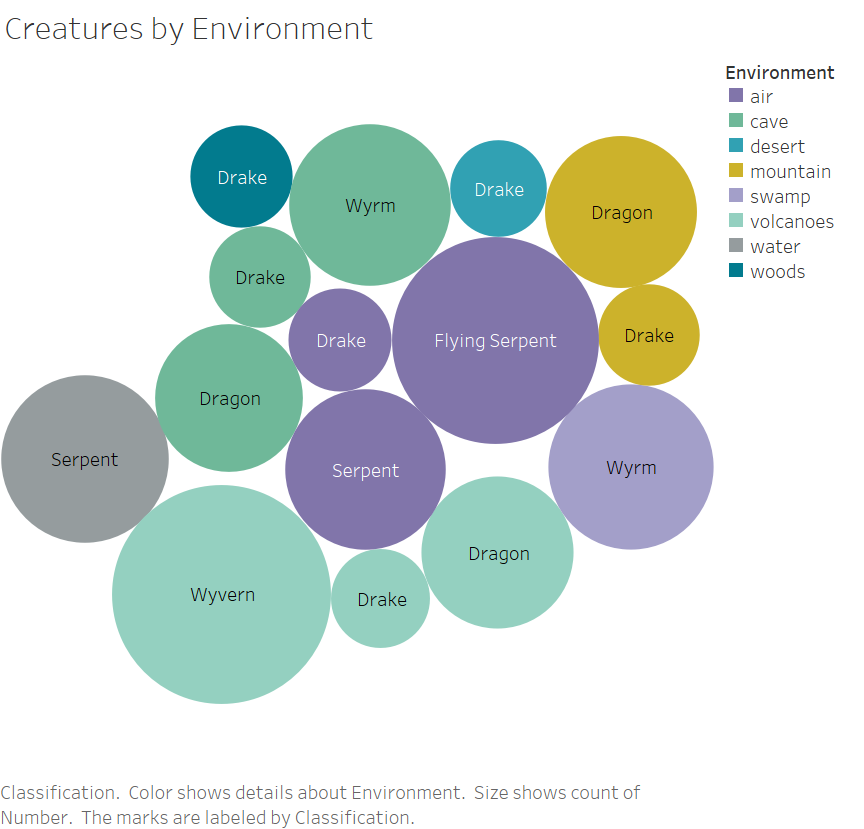 Creatures by Environment
Environment
air
cave
desert
mountain
swamp
volcanoes
water
woods
Drake
Wyrm
Drake
Dragon
Drake
Drake
Flying Serpent
Drake
Dragon
Serpent
Serpent
Wyrm
Dragon
Wyvern
Drake
Classification.  Color shows details about Environment.  Size shows count of
Number.  The marks are labeled by Classification.